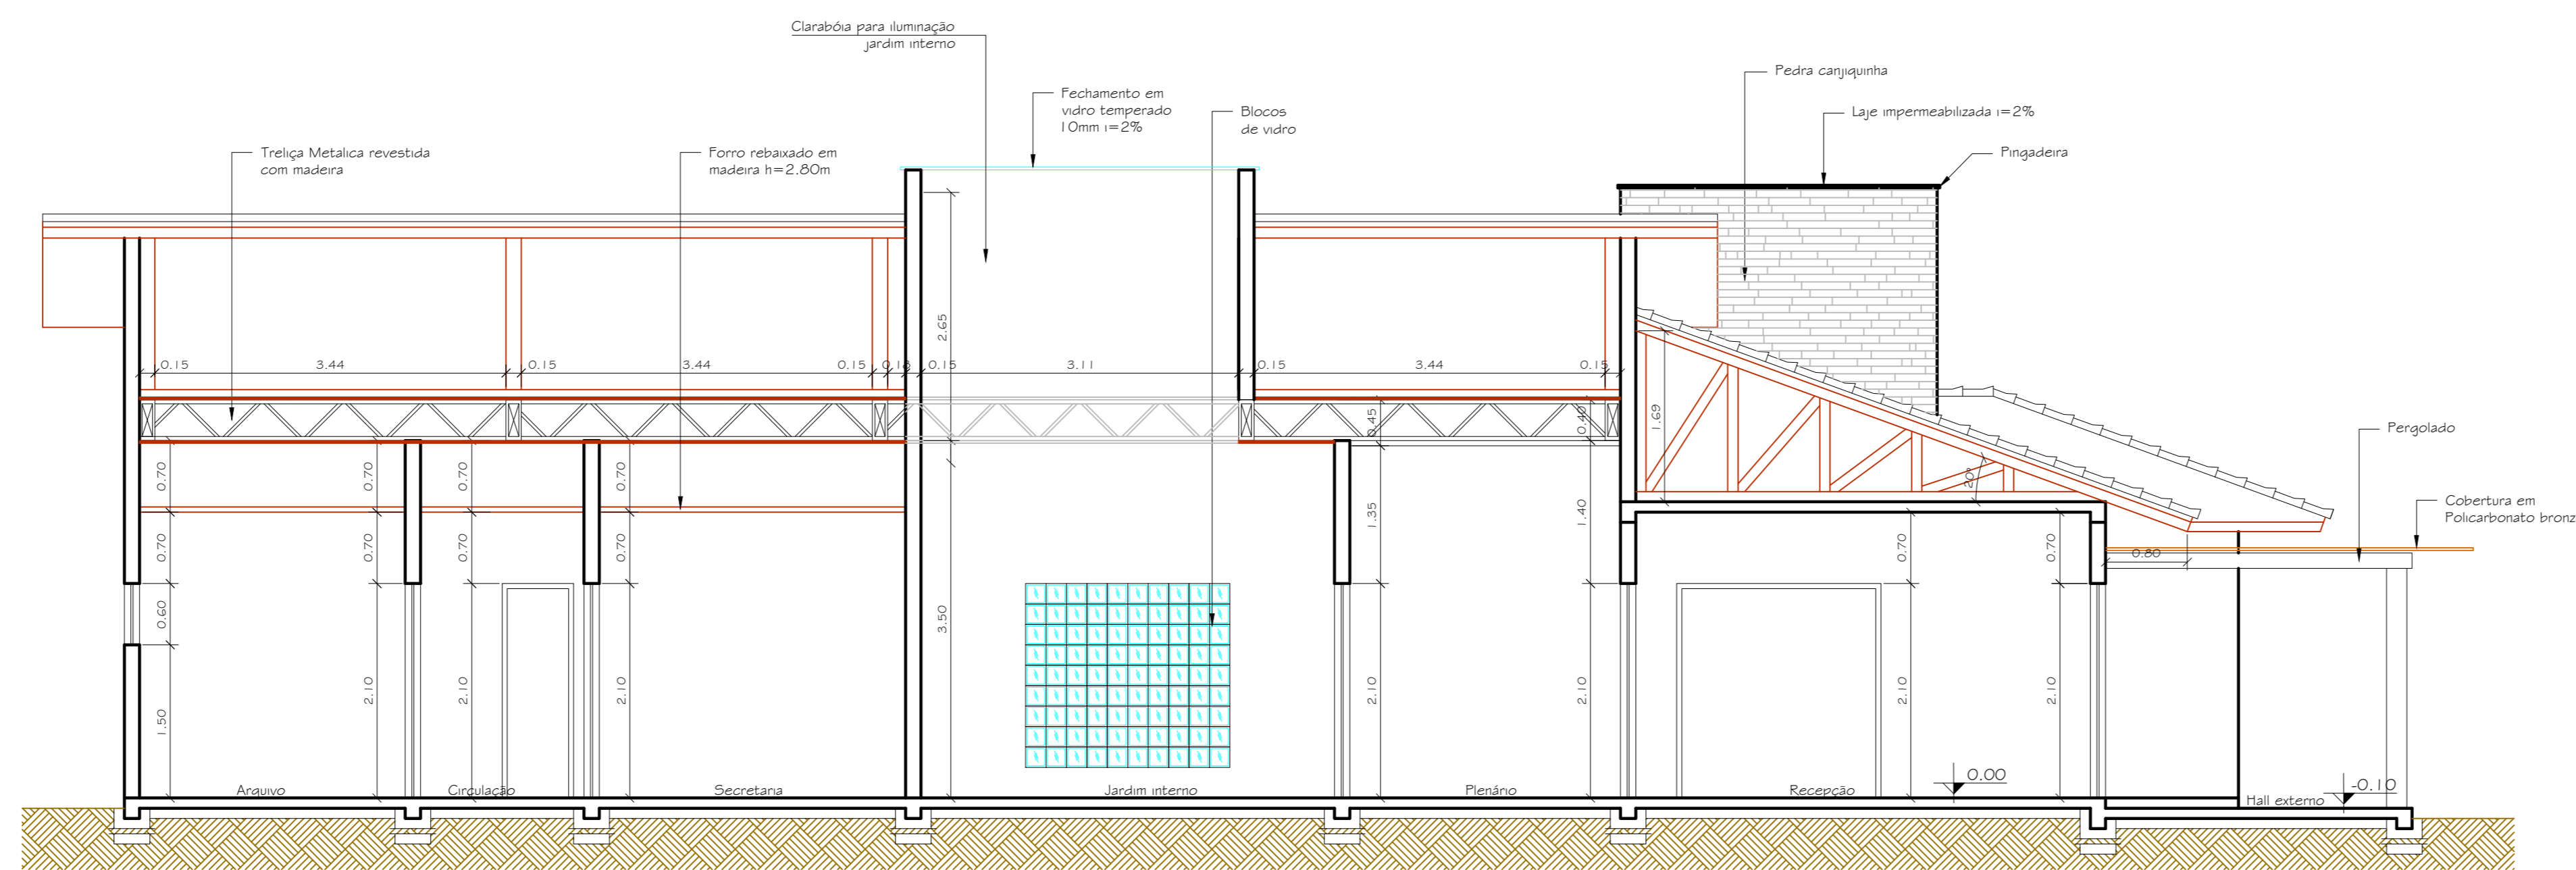 Clarabóia para iluminação
jardim interno
Pedra canjiquinha
Fechamento em
vidro temperado
10mm i=2%
Blocos
de vidro
Laje impermeabilizada i=2%
Treliça Metalica revestida
com madeira
Forro rebaixado em
madeira h=2.80m
Pingadeira
2.65
0.15 3.44 0.15 3.44 0.15 0.15 3.11 0.15 3.44 0.15
0.45
0.40
1.69
Pergolado
0.70 0.70 0.70 0.70
20°
Cobertura em
Policarbonato bronz
1.35
1.40
0.70 0.70 0.70 0.70
0.70
0.70
0.80
0.60
3.50
1.50
2.10
2.10
2.10
2.10
2.10
2.10
2.10
0.00
-0.10
Arquivo
Circulação
Secretaria
Jardim interno
Plenário
Recepção
Hall externo